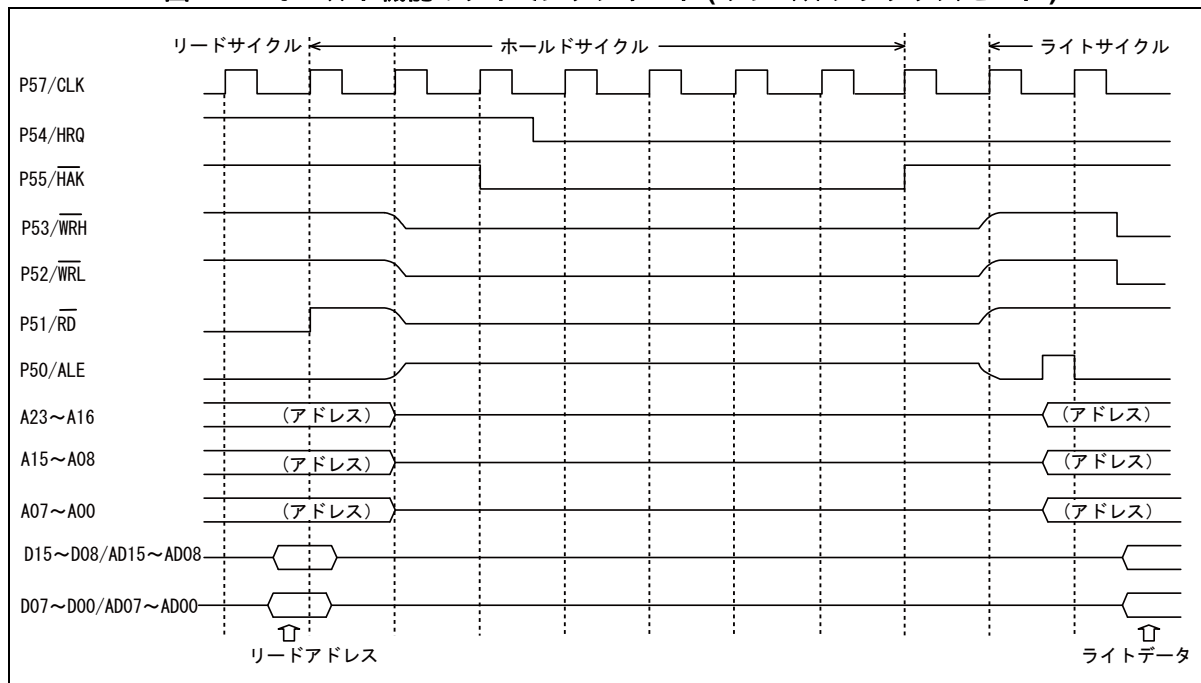 リードサイクル ホールドサイクル ライトサイクル
P57/CLK
P54/HRQ
P55/HAK
P53/WRH
P52/WRL
P51/RD
P50/ALE
A23～A16 (アドレス) (アドレス)
A15～A08 (アドレス) (アドレス)
A07～A00 (アドレス) (アドレス)
D15～D08/AD15～AD08
D07～D00/AD07～AD00
リードアドレス ライトデータ